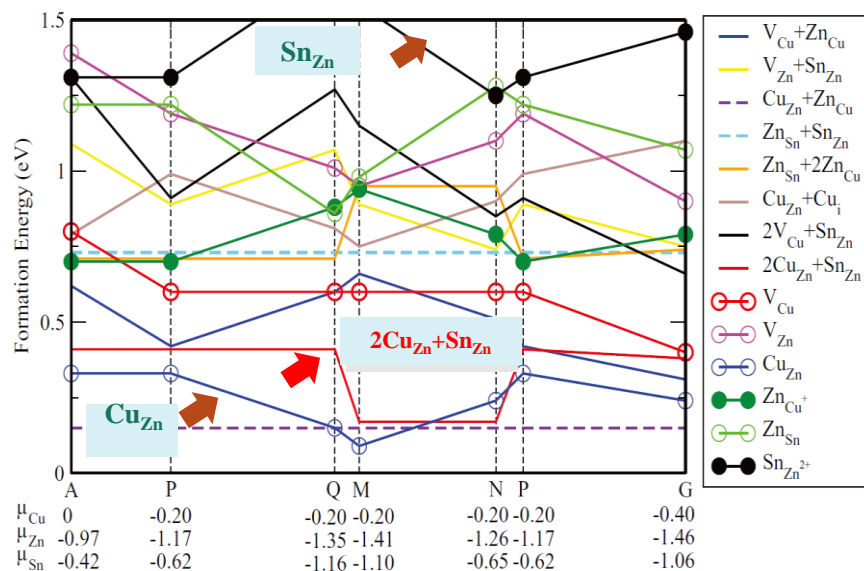 1.5
1
0.5
0
Formation Energy (eV)
Sn_Zn
2Cu_Zn+Sn_Zn
Cu_Zn
A P Q M N P G
μ_Cu 0 -0.20 -0.20 -0.20 -0.20 -0.20 -0.40
μ_Zn -0.97 -1.17 -1.35 -1.41 -1.26 -1.17 -1.46
μ_Sn -0.42 -0.62 -1.16 -1.10 -0.65 -0.62 -1.06
V_Cu+Zn_Cu
V_Zn+Sn_Zn
Cu_Zn+Zn_Cu
Zn_Sn+Sn_Zn
Zn_Sn+2Zn_Cu
Cu_Zn+Cu_i
2V_Cu+Sn_Zn
2Cu_Zn+Sn_Zn
V_Cu
V_Zn
Cu_Zn
Zn_Cu⁺
Zn_Sn
Sn_Zn²⁺